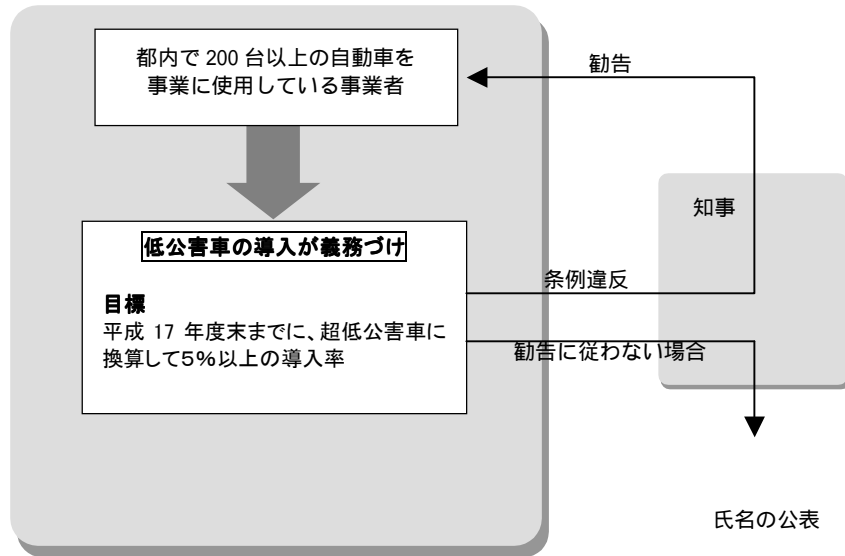 都内で 200 台以上の自動車を
事業に使用している事業者
勧告
知事
低公害車の導入が義務づけ
目標
平成 17 年度末までに、超低公害車に
換算して5%以上の導入率
条例違反
勧告に従わない場合
氏名の公表